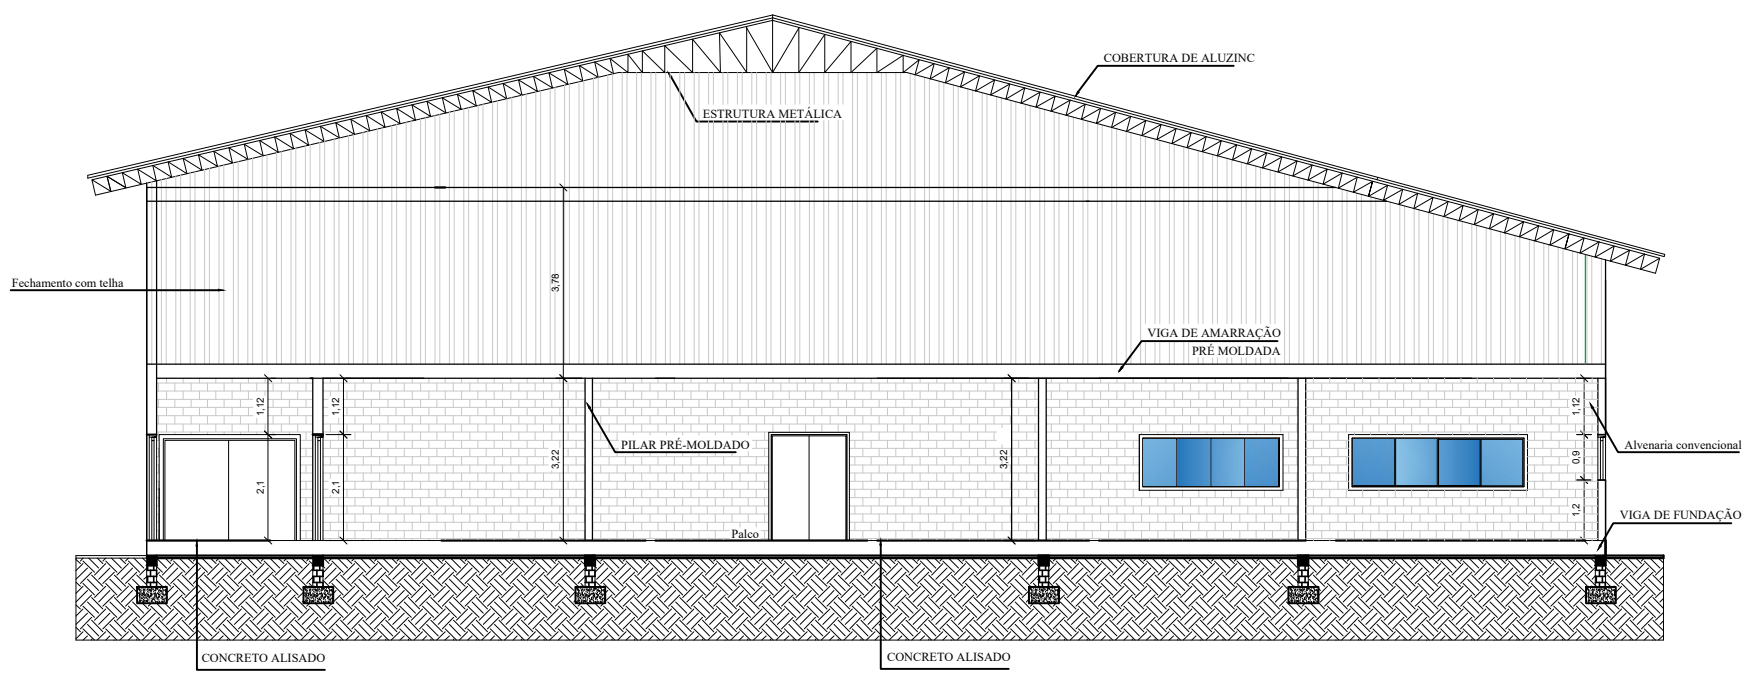 COBERTURA DE ALUZINC
ESTRUTURA METÁLICA
Fechamento com telha
3,78
VIGA DE AMARRAÇÃO
PRÉ MOLDADA
1,12
1,12
1,12
PILAR PRÉ-MOLDADO
3,22
3,22
Alvenaria convencional
0,9
2,1
2,1
1,2
VIGA DE FUNDAÇÃO
Palco
CONCRETO ALISADO
CONCRETO ALISADO